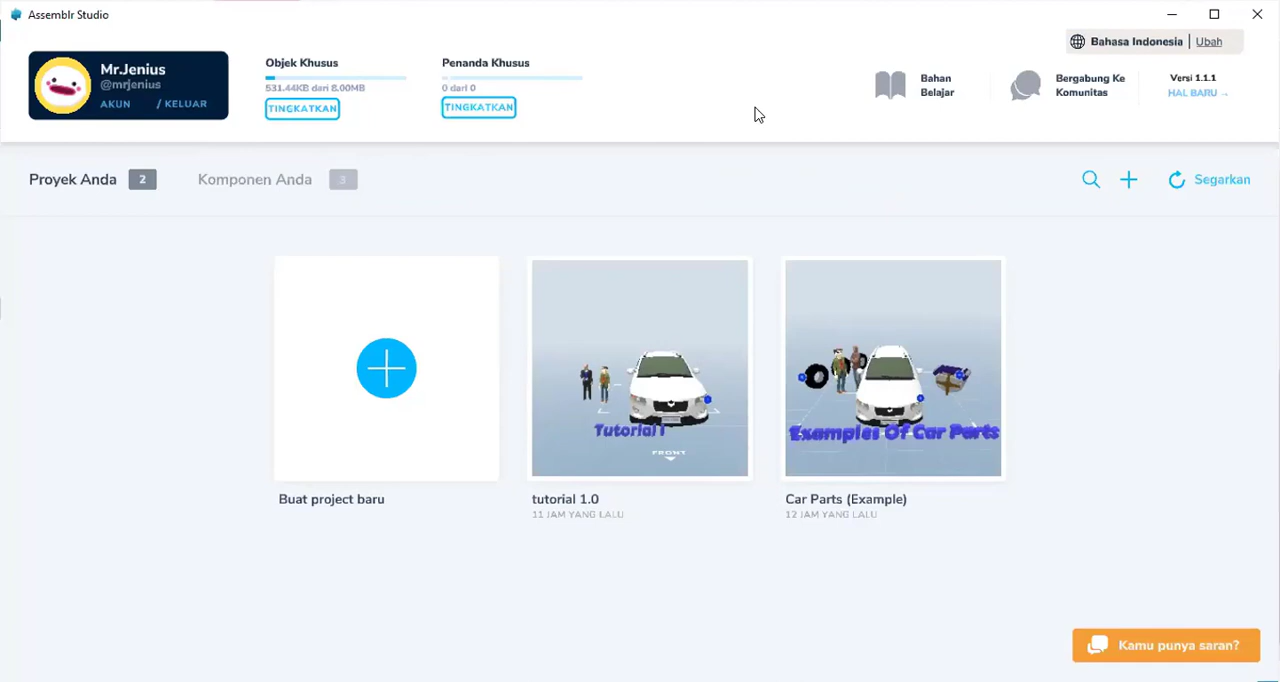 Assemblr Studio
Bahasa Indonesia | Ubah
Mr.Jenius
@mrjenius
AKUN / KELUAR
Objek Khusus
531.44KB dari 8.00MB
TINGKATKAN
Penanda Khusus
0 dari 0
TINGKATKAN
Bahan
Belajar
Bergabung Ke
Komunitas
Versi 1.1.1
HAL BARU →
Proyek Anda 2
Komponen Anda 3
Segarkan
Tutorial 1
FRONT
Examples Of Car Parts
Buat project baru
tutorial 1.0
11 JAM YANG LALU
Car Parts (Example)
12 JAM YANG LALU
Kamu punya saran?